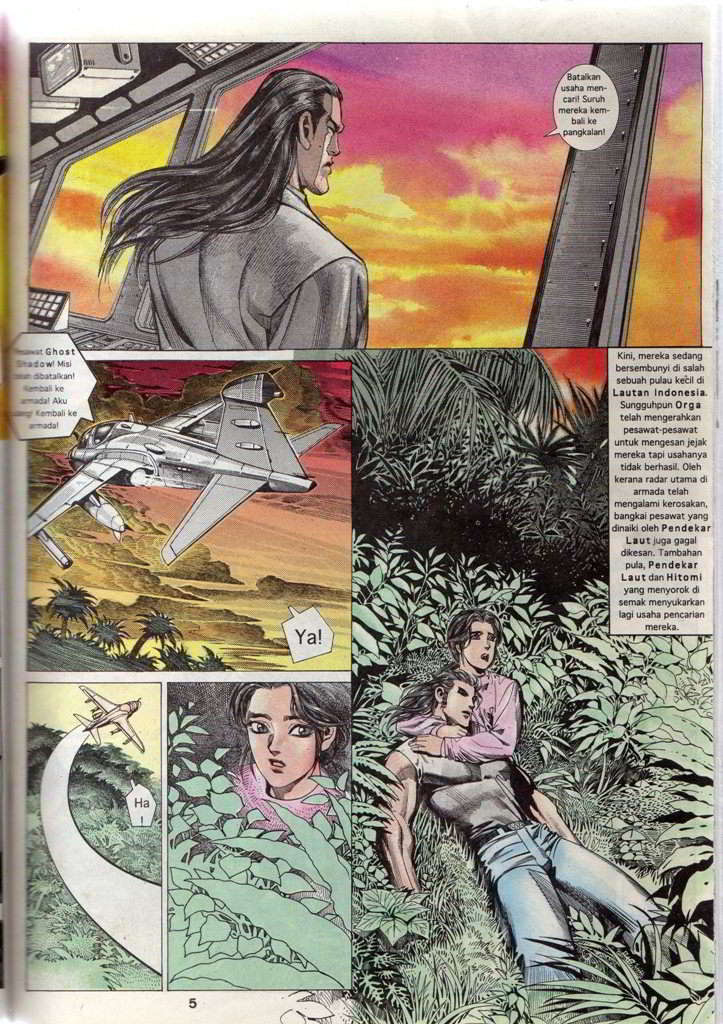 Batalkan
usaha men-
cari! Suruh
mereka kem-
bali ke
pangkalan!
Pesawat Ghost
Shadow! Misi
dibatalkan!
Kembali ke
armada! Aku
Kembali ke
armada!
Ya!
Kini, mereka sedang
bersembunyi di salah
sebuah pulau kecil di
Lautan Indonesia.
Sungguhpun Orga
telah mengerahkan
pesawat-pesawat
untuk mengesan jejak
mereka tapi usahanya
tidak berhasil. Oleh
kerana radar utama di
armada telah
mengalami kerosakan,
bangkai pesawat yang
dinaiki oleh Pendekar
Laut juga gagal
dikesan. Tambahan
pula, Pendekar
Laut dan Hitomi
yang menyorok di
semak menyukarkan
lagi usaha pencarian
mereka.
Ha
!
5